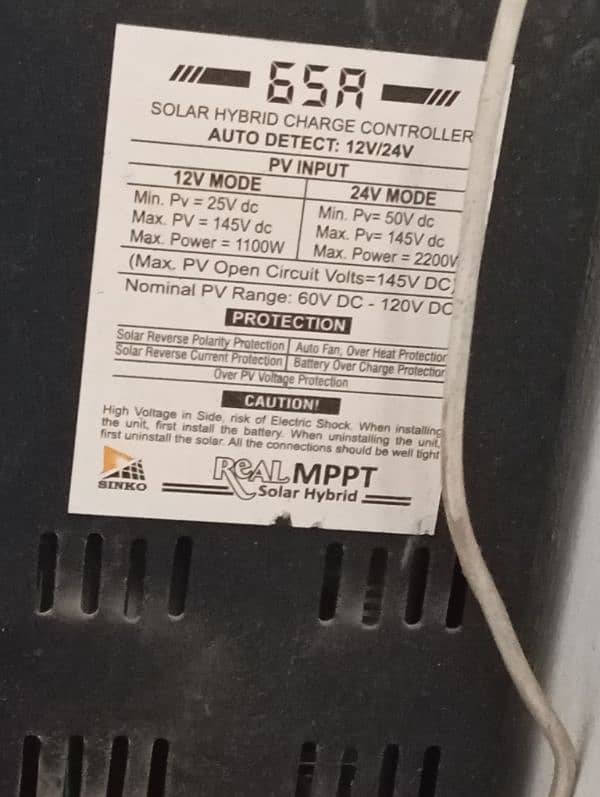 65A
SOLAR HYBRID CHARGE CONTROLLER
AUTO DETECT: 12V/24V
PV INPUT
12V MODE
Min. Pv = 25V dc
Max. PV = 145V dc
Max. Power = 1100W
24V MODE
Min. Pv= 50V dc
Max. Pv= 145V dc
Max. Power = 2200W
(Max. PV Open Circuit Volts=145V DC)
Nominal PV Range: 60V DC - 120V DC
PROTECTION
Solar Reverse Polarity Protection Auto Fan, Over Heat Protection
Solar Reverse Current Protection Battery Over Charge Protection
Over PV Voltage Protection
CAUTION!
High Voltage in Side, risk of Electric Shock. When installing
the unit, first install the battery. When uninstalling the unit,
first uninstall the solar. All the connections should be well tight
SINKO
ReAL MPPT
Solar Hybrid